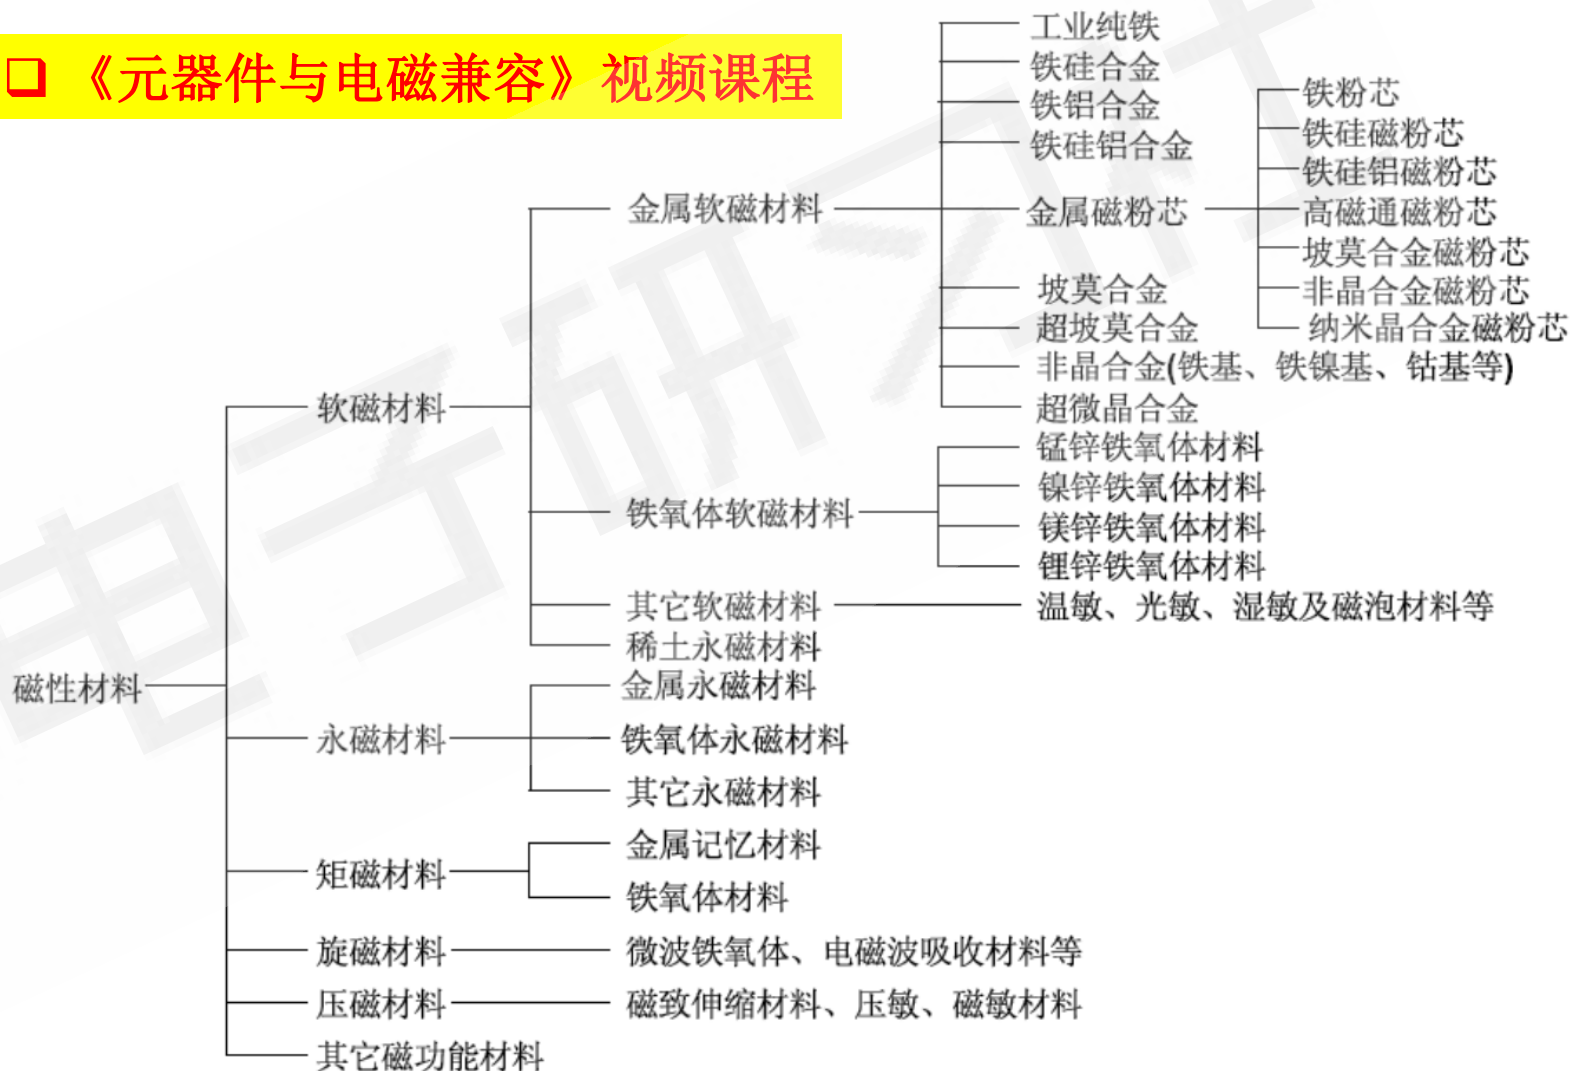 《元器件与电磁兼容》视频课程
磁性材料
软磁材料
金属软磁材料
工业纯铁
铁硅合金
铁铝合金
铁硅铝合金
金属磁粉芯
铁粉芯
铁硅磁粉芯
铁硅铝磁粉芯
高磁通磁粉芯
坡莫合金磁粉芯
非晶合金磁粉芯
纳米晶合金磁粉芯
坡莫合金
超坡莫合金
非晶合金(铁基、铁镍基、钴基等)
超微晶合金
铁氧体软磁材料
锰锌铁氧体材料
镍锌铁氧体材料
镁锌铁氧体材料
锂锌铁氧体材料
其它软磁材料
温敏、光敏、湿敏及磁泡材料等
稀土永磁材料
永磁材料
金属永磁材料
铁氧体永磁材料
其它永磁材料
矩磁材料
金属记忆材料
铁氧体材料
旋磁材料
微波铁氧体、电磁波吸收材料等
压磁材料
磁致伸缩材料、压敏、磁敏材料
其它磁功能材料
电子研习社